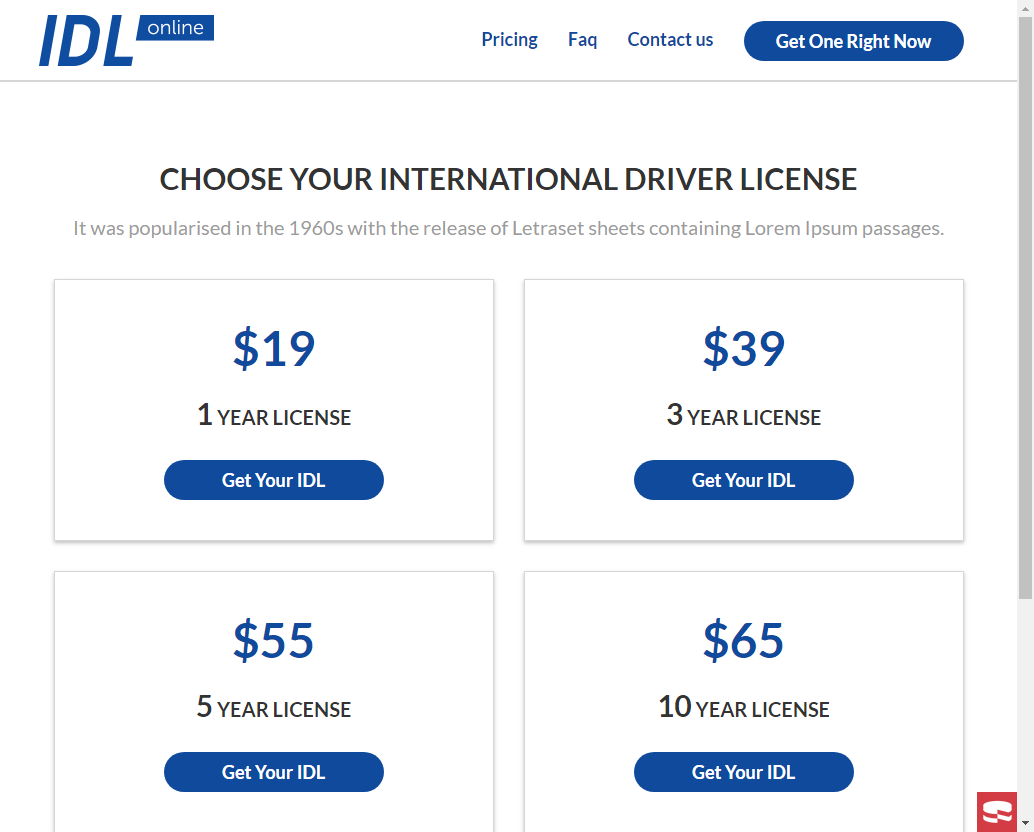 IDL online
Pricing Faq Contact us Get One Right Now
CHOOSE YOUR INTERNATIONAL DRIVER LICENSE
It was popularised in the 1960s with the release of Letraset sheets containing Lorem Ipsum passages.
$19
1 YEAR LICENSE
Get Your IDL
$39
3 YEAR LICENSE
Get Your IDL
$55
5 YEAR LICENSE
Get Your IDL
$65
10 YEAR LICENSE
Get Your IDL